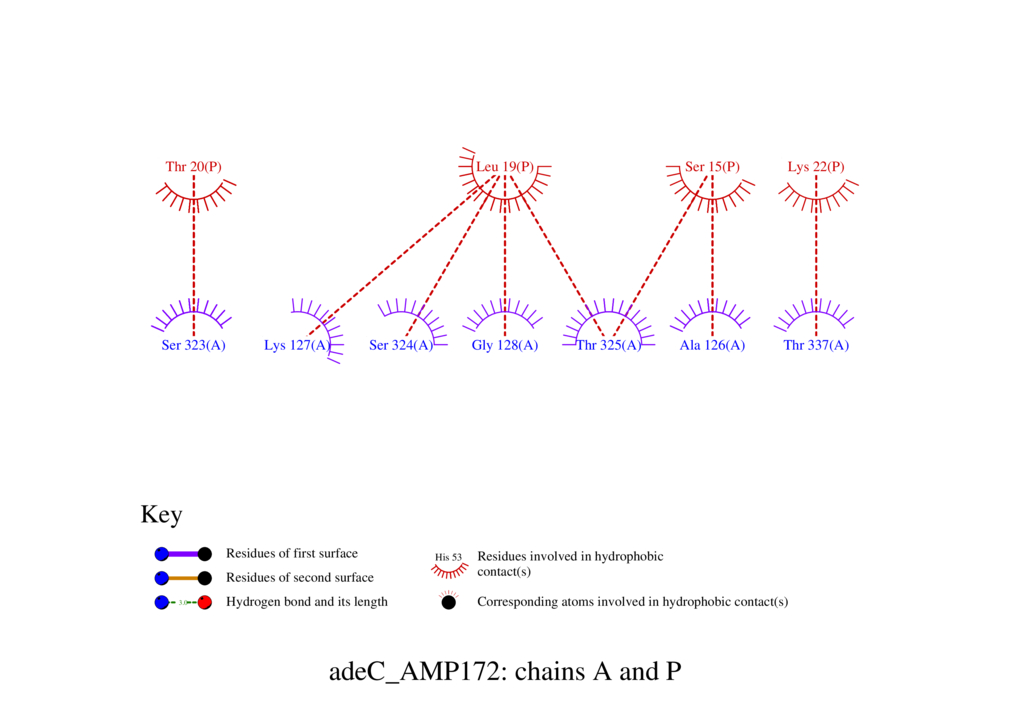 Thr 20(P) Leu 19(P) Ser 15(P) Lys 22(P)
Ser 323(A) Lys 127(A) Ser 324(A) Gly 128(A) Thr 325(A) Ala 126(A) Thr 337(A)
Key
Residues of first surface
Residues of second surface
3.0 Hydrogen bond and its length
His 53 Residues involved in hydrophobic
contact(s)
Corresponding atoms involved in hydrophobic contact(s)
adeC_AMP172: chains A and P